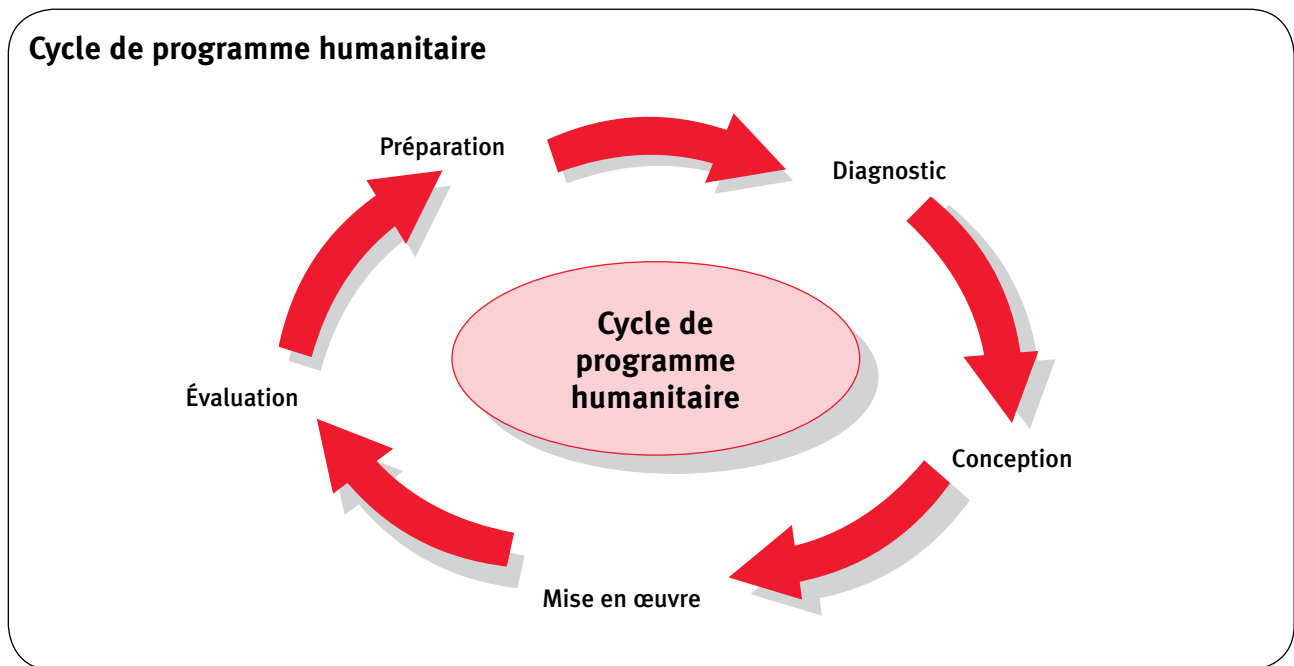 Cycle de programme humanitaire
Préparation
Diagnostic
Cycle de
programme
humanitaire
Évaluation
Conception
Mise en œuvre